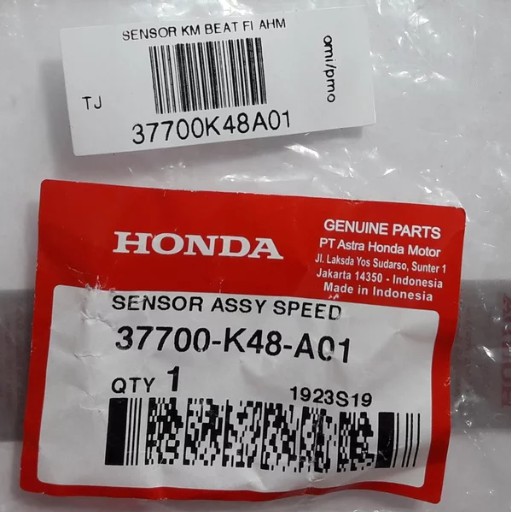 SENSOR KM BEAT FI AHM
TJ
omi/pmo
37700K48A01
HONDA
GENUINE PARTS
PT Astra Honda Motor
Jl. Laksda Yos Sudarso, Sunter 1
Jakarta 14350 - Indonesia
Made in Indonesia
SENSOR ASSY SPEED
37700-K48-A01
QTY 1
1923S19